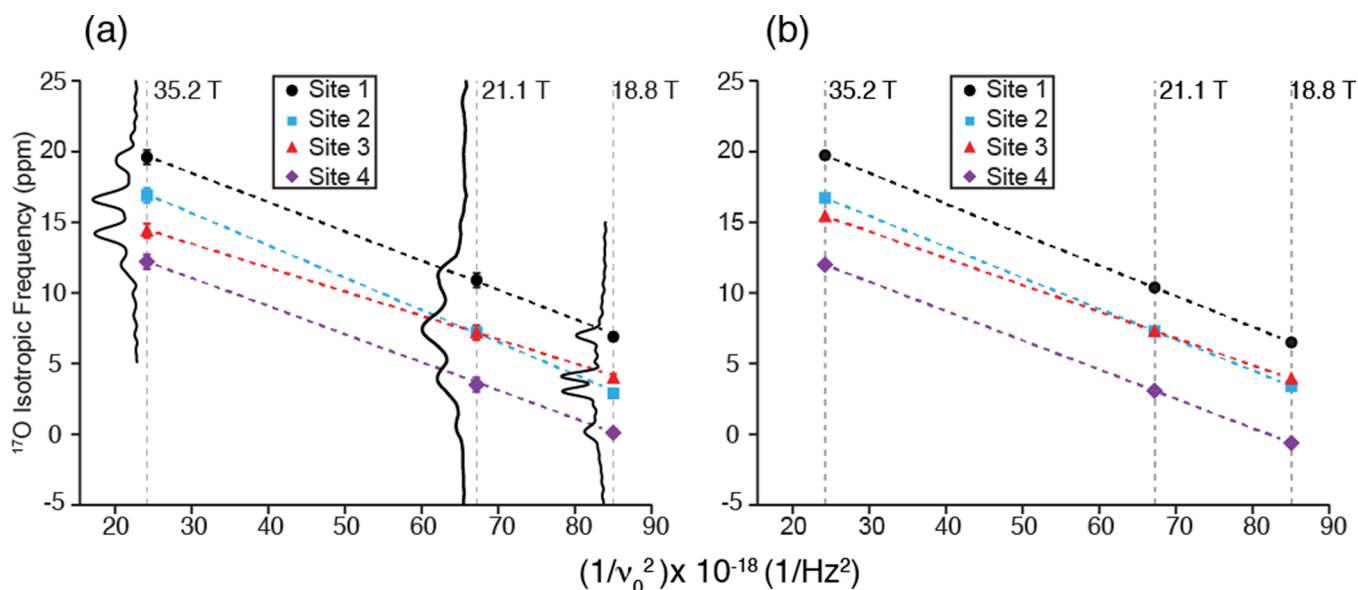 (a)
(b)
25
20
15
10
5
0
-5
¹⁷O Isotropic Frequency (ppm)
35.2 T
21.1 T
18.8 T
Site 1
Site 2
Site 3
Site 4
20 30 40 50 60 70 80 90
25
20
15
10
5
0
-5
35.2 T
21.1 T
18.8 T
Site 1
Site 2
Site 3
Site 4
20 30 40 50 60 70 80 90
(1/ν₀²)x 10⁻¹⁸ (1/Hz²)